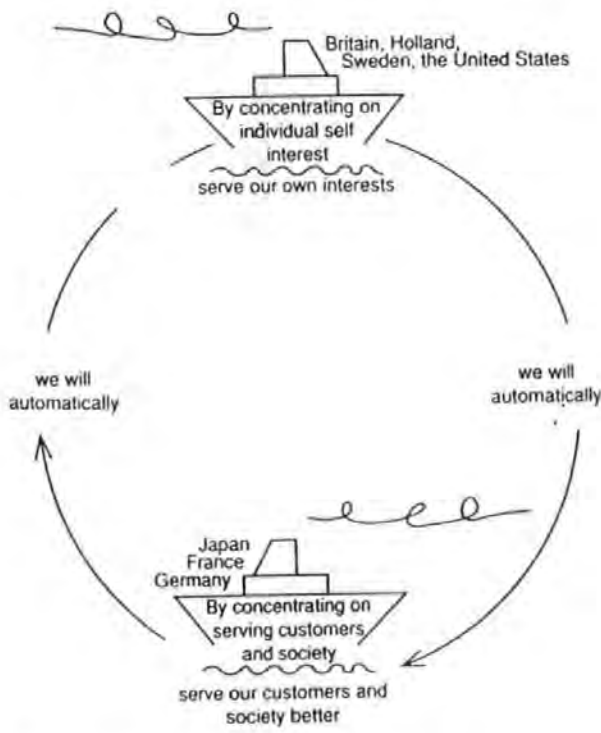 Britain, Holland,
Sweden, the United States
By concentrating on
individual self
interest
serve our own interests
we will
automatically
we will
automatically
Japan
France
Germany
By concentrating on
serving customers
and society
serve our customers and
society better